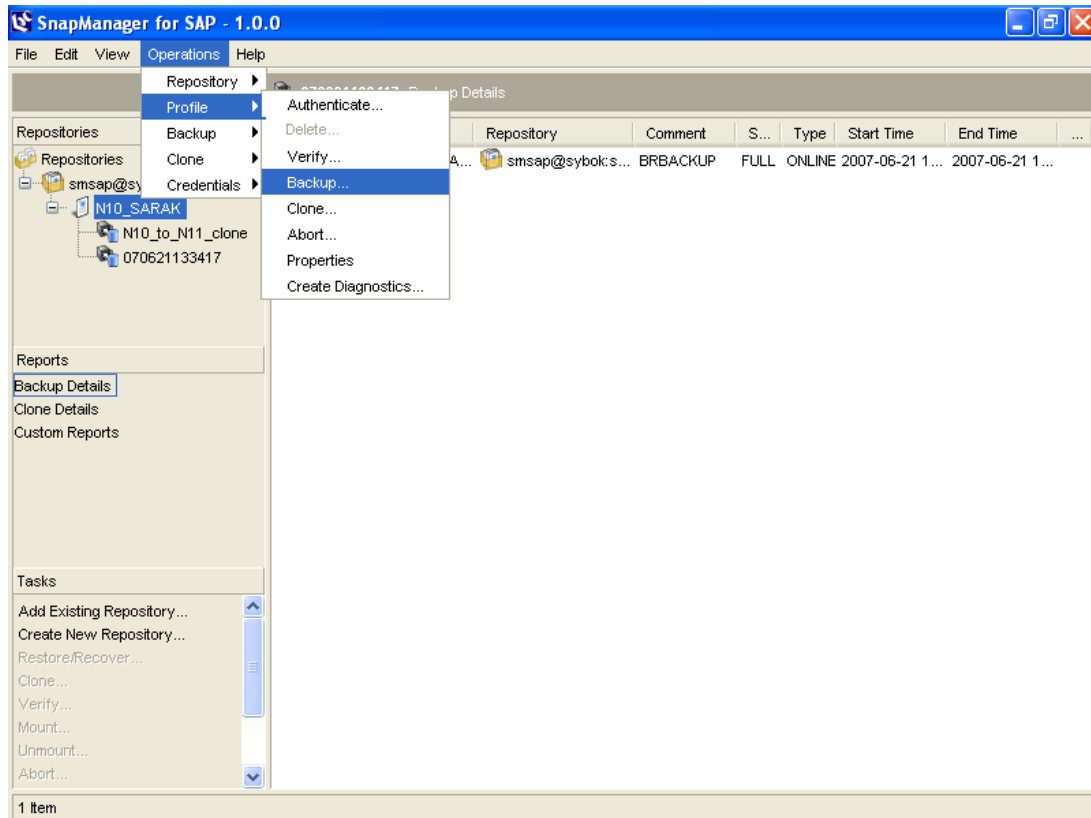 SnapManager for SAP - 1.0.0
File Edit View Operations Help
Repository
Profile
Backup
Clone
Credentials
Authenticate...
Delete...
Verify...
Backup...
Clone...
Abort...
Properties
Create Diagnostics...
Details
Repositories
Repositories
smsap@sy
N10_SARAK
N10_to_N11_clone
070621133417
Repository Comment S... Type Start Time End Time ...
A... smsap@sybok:s... BRBACKUP FULL ONLINE 2007-06-21 1... 2007-06-21 1...
Reports
Backup Details
Clone Details
Custom Reports
Tasks
Add Existing Repository...
Create New Repository...
Restore/Recover...
Clone...
Verify...
Mount...
Unmount...
Abort...
1 Item